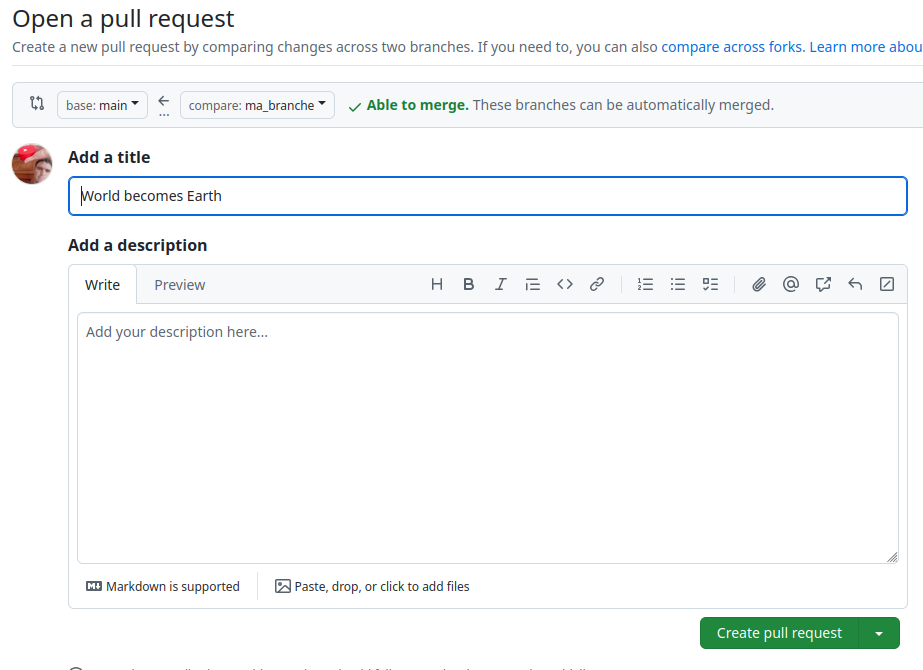 Open a pull request
Create a new pull request by comparing changes across two branches. If you need to, you can also compare across forks. Learn more abou
base: main
compare: ma_branche
Able to merge. These branches can be automatically merged.
Add a title
World becomes Earth
Add a description
Write
Preview
H B I
Add your description here...
Markdown is supported
Paste, drop, or click to add files
Create pull request